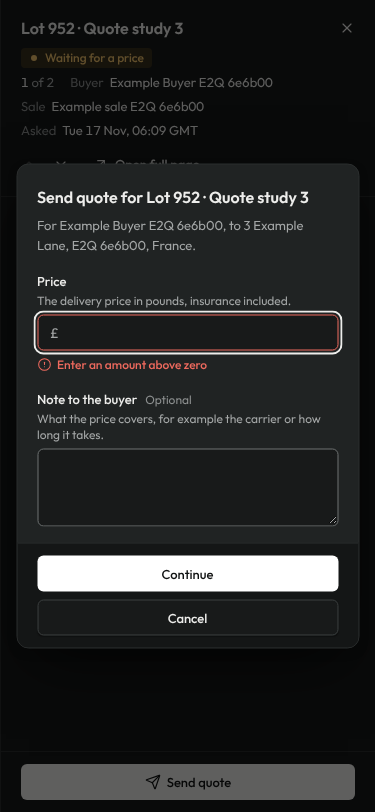 Lot 952 · Quote study 3
Waiting for a price
1 of 2 Buyer Example Buyer E2Q 6e6b00
Sale Example sale E2Q 6e6b00
Asked Tue 17 Nov, 06:09 GMT
Send quote for Lot 952 · Quote study 3
For Example Buyer E2Q 6e6b00, to 3 Example
Lane, E2Q 6e6b00, France.
Price
The delivery price in pounds, insurance included.
£
Enter an amount above zero
Note to the buyer Optional
What the price covers, for example the carrier or how
long it takes.
Continue
Cancel
Send quote